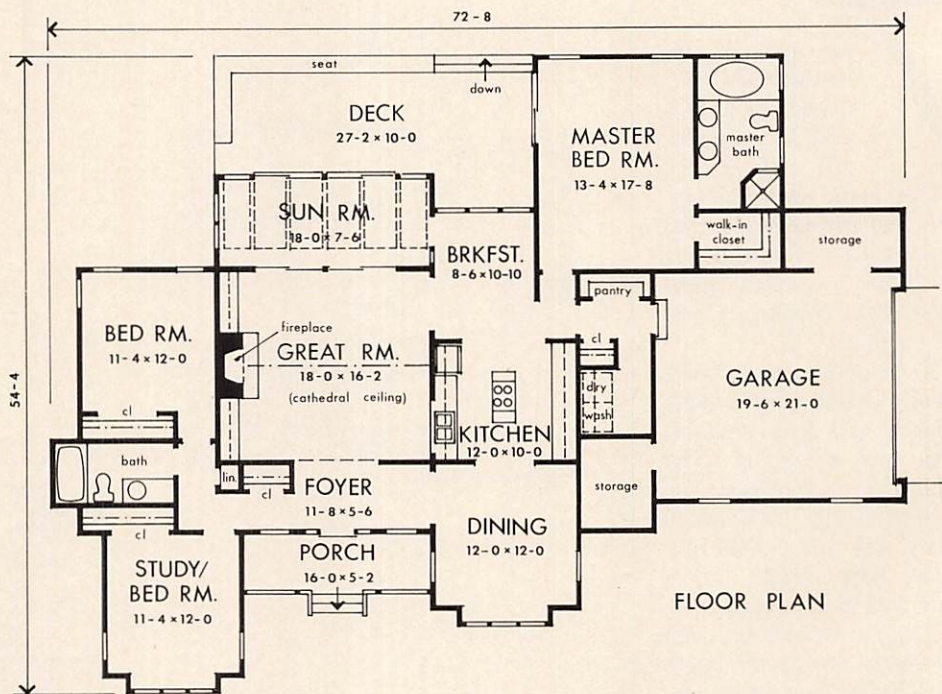 72-8
54-4
seat
down
DECK
27-2 × 10-0
MASTER
BED RM.
13-4 × 17-8
master
bath
SUN RM.
18-0 × 7-6
BRKFST.
8-6 × 10-10
walk-in
closet
storage
pantry
cl
BED RM.
11-4 × 12-0
cl
fireplace
GREAT RM.
18-0 × 16-2
(cathedral ceiling)
GARAGE
19-6 × 21-0
dry
wash
KITCHEN
12-0 × 10-0
bath
lin.
cl
FOYER
11-8 × 5-6
storage
DINING
12-0 × 12-0
cl
PORCH
16-0 × 5-2
STUDY/
BED RM.
11-4 × 12-0
FLOOR PLAN